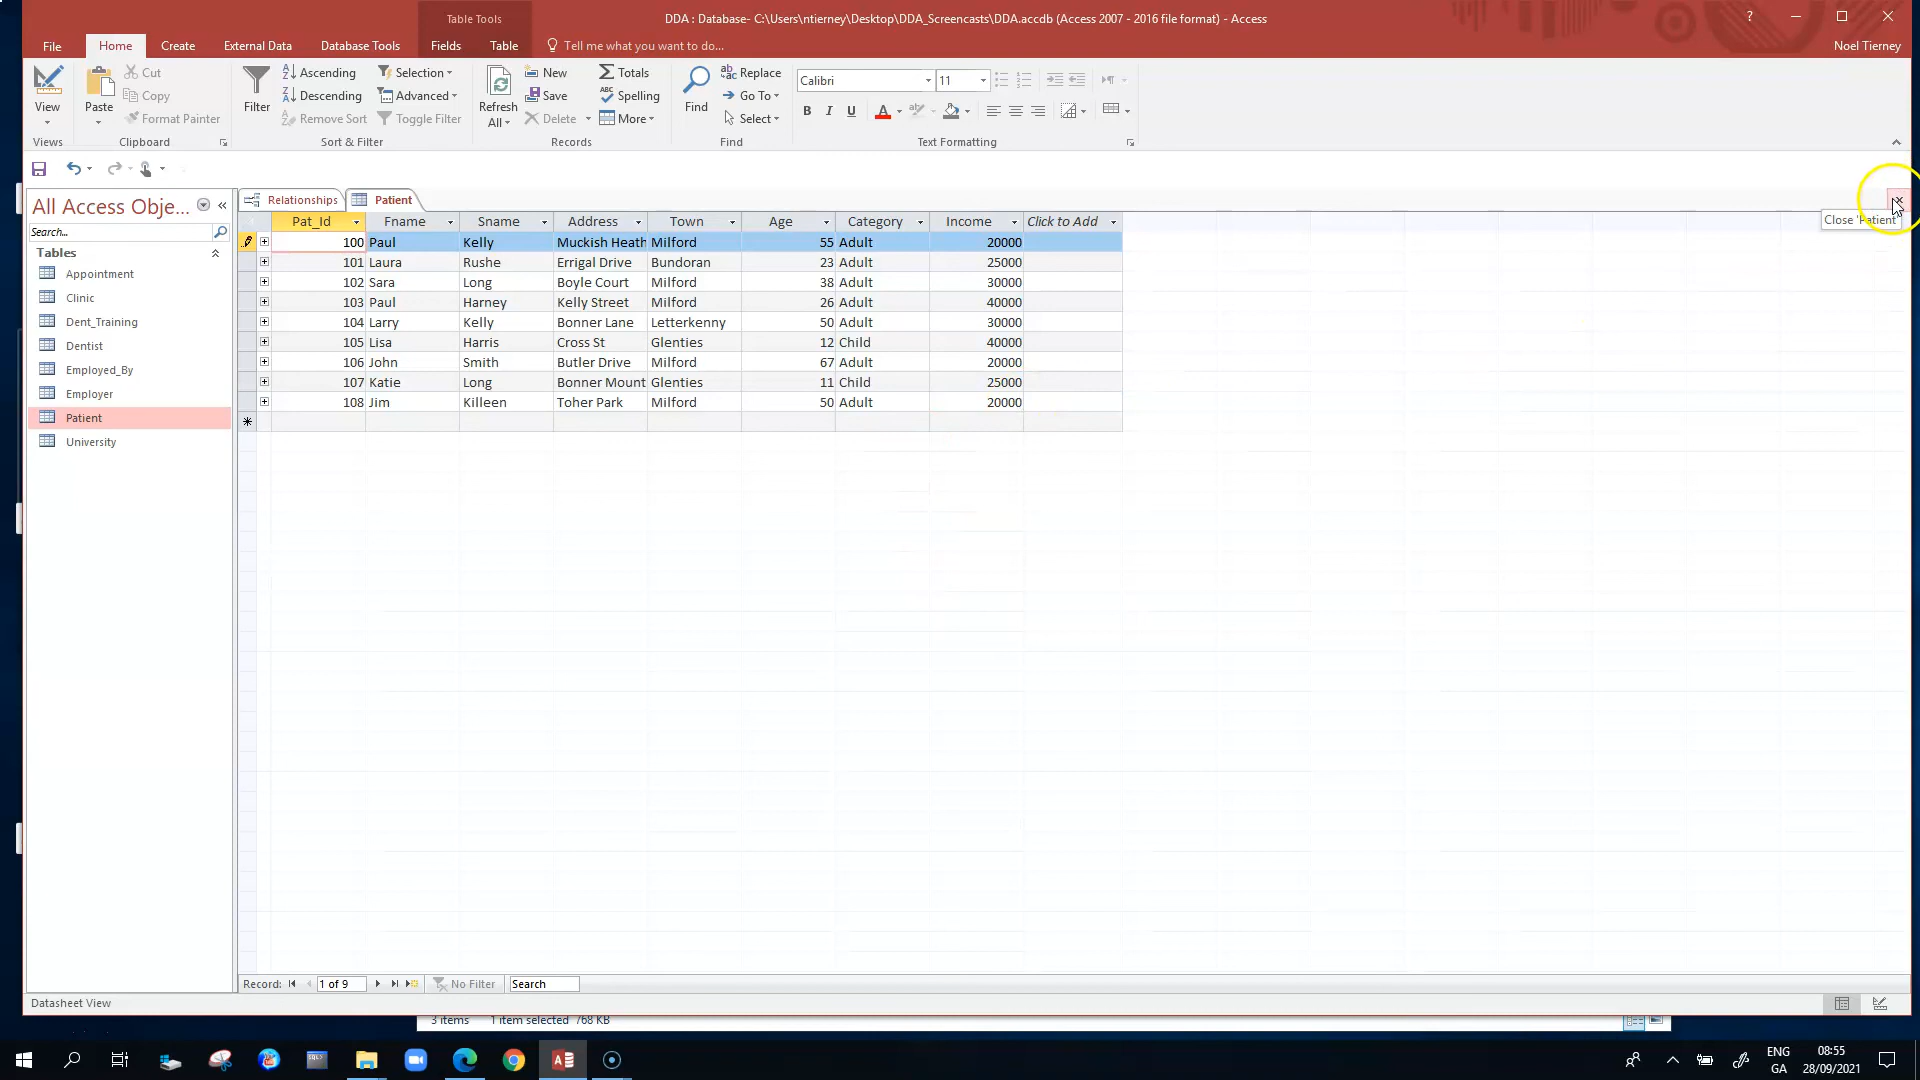 Table Tools
DDA : Database- C:\Users\ntierney\Desktop\DDA_Screencasts\DDA.accdb (Access 2007 - 2016 file format) - Access
?
File Home Create External Data Database Tools Fields Table Tell me what you want to do... Noel Tierney
View
Views
Paste
Cut
Copy
Format Painter
Clipboard
Filter
Ascending
Descending
Remove Sort
Selection
Advanced
Toggle Filter
Sort & Filter
Refresh All
New
Save
Delete
Totals
Spelling
More
Records
Find
Replace
Go To
Select
Find
Calibri 11
B I U A
Text Formatting
All Access Obje... «
Search...
Tables
Appointment
Clinic
Dent_Training
Dentist
Employed_By
Employer
Patient
University
Relationships Patient
Close 'Patient'
Pat_Id Fname Sname Address Town Age Category Income Click to Add
100 Paul Kelly Muckish Heath Milford 55 Adult 20000
101 Laura Rushe Errigal Drive Bundoran 23 Adult 25000
102 Sara Long Boyle Court Milford 38 Adult 30000
103 Paul Harney Kelly Street Milford 26 Adult 40000
104 Larry Kelly Bonner Lane Letterkenny 50 Adult 30000
105 Lisa Harris Cross St Glenties 12 Child 40000
106 John Smith Butler Drive Milford 67 Adult 20000
107 Katie Long Bonner Mount Glenties 11 Child 25000
108 Jim Killeen Toher Park Milford 50 Adult 20000
Record: 1 of 9 No Filter Search
Datasheet View
3 items 1 item selected 768 KB
ENG
GA
08:55
28/09/2021